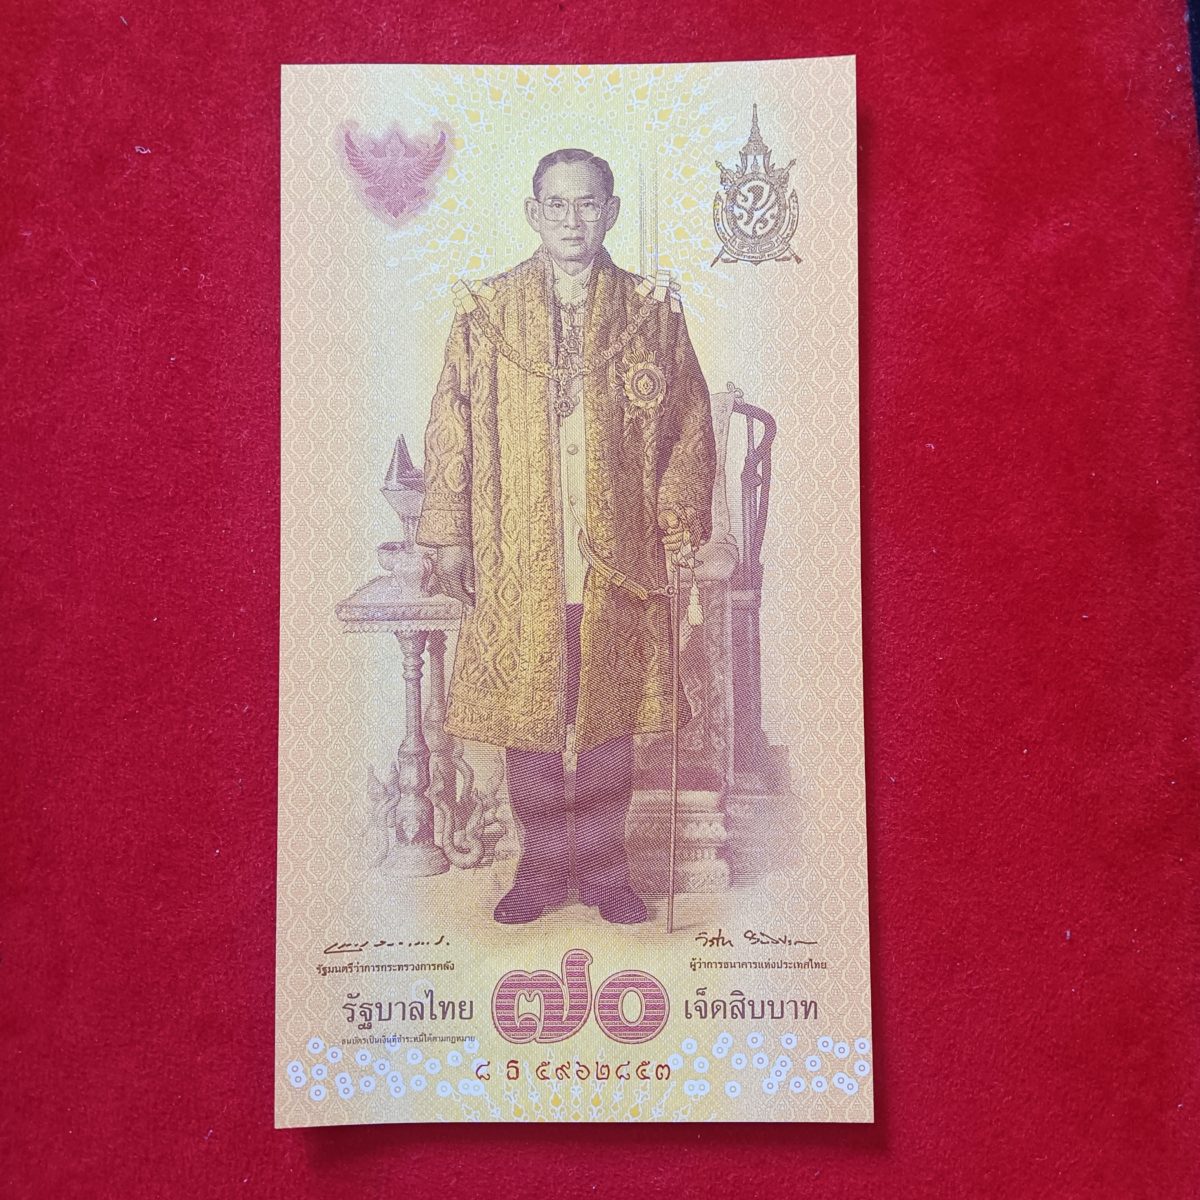 รัฐมนตรีว่าการกระทรวงการคลัง
ผู้ว่าการธนาคารแห่งประเทศไทย
รัฐบาลไทย ๗๐ เจ็ดสิบบาท
ธนบัตรเป็นเงินที่ชำระหนี้ได้ตามกฎหมาย
๘ ธ ๕๙๖๒๘๕๓